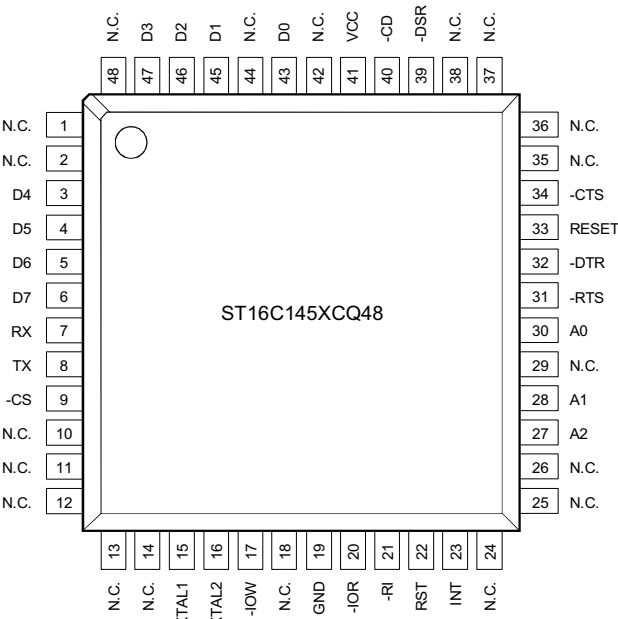 N.C. D3 D2 D1 N.C. D0 N.C. VCC -CD -DSR N.C. N.C.
48 47 46 45 44 43 42 41 40 39 38 37
N.C. 1
N.C. 2
D4 3
D5 4
D6 5
D7 6
RX 7
TX 8
-CS 9
N.C. 10
N.C. 11
N.C. 12
ST16C145XCQ48
36 N.C.
35 N.C.
34 -CTS
33 RESET
32 -DTR
31 -RTS
30 A0
29 N.C.
28 A1
27 A2
26 N.C.
25 N.C.
13 14 15 16 17 18 19 20 21 22 23 24
N.C. N.C. XTAL1 XTAL2 -IOW N.C. GND -IOR -RI RST INT N.C.